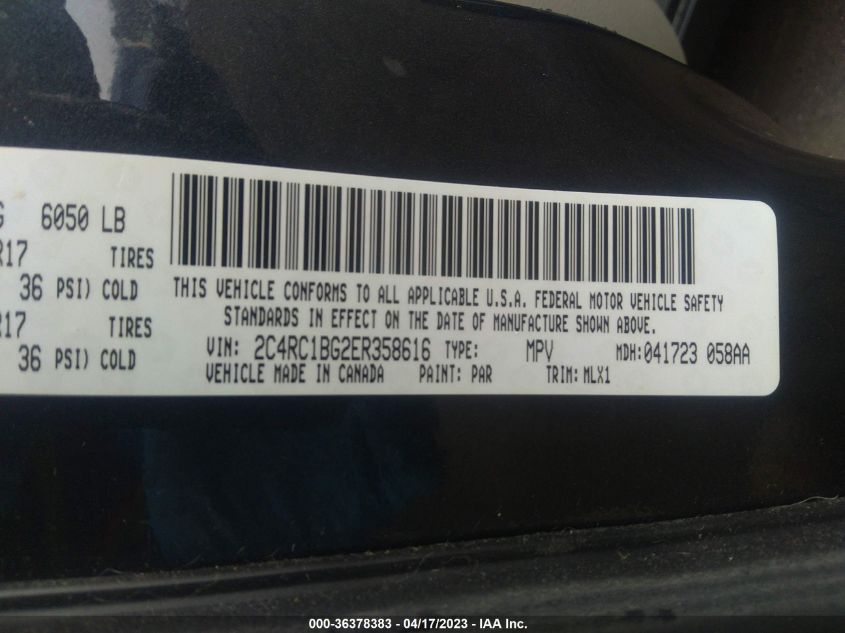 6050 LB
R17 TIRES
36 PSI) COLD
R17 TIRES
36 PSI) COLD
THIS VEHICLE CONFORMS TO ALL APPLICABLE U.S.A. FEDERAL MOTOR VEHICLE SAFETY
STANDARDS IN EFFECT ON THE DATE OF MANUFACTURE SHOWN ABOVE.
VIN: 2C4RC1BG2ER358616 TYPE: MPV MDH:041723 058AA
VEHICLE MADE IN CANADA PAINT: PAR TRIM: MLX1
000-36378383 - 04/17/2023 - IAA Inc.